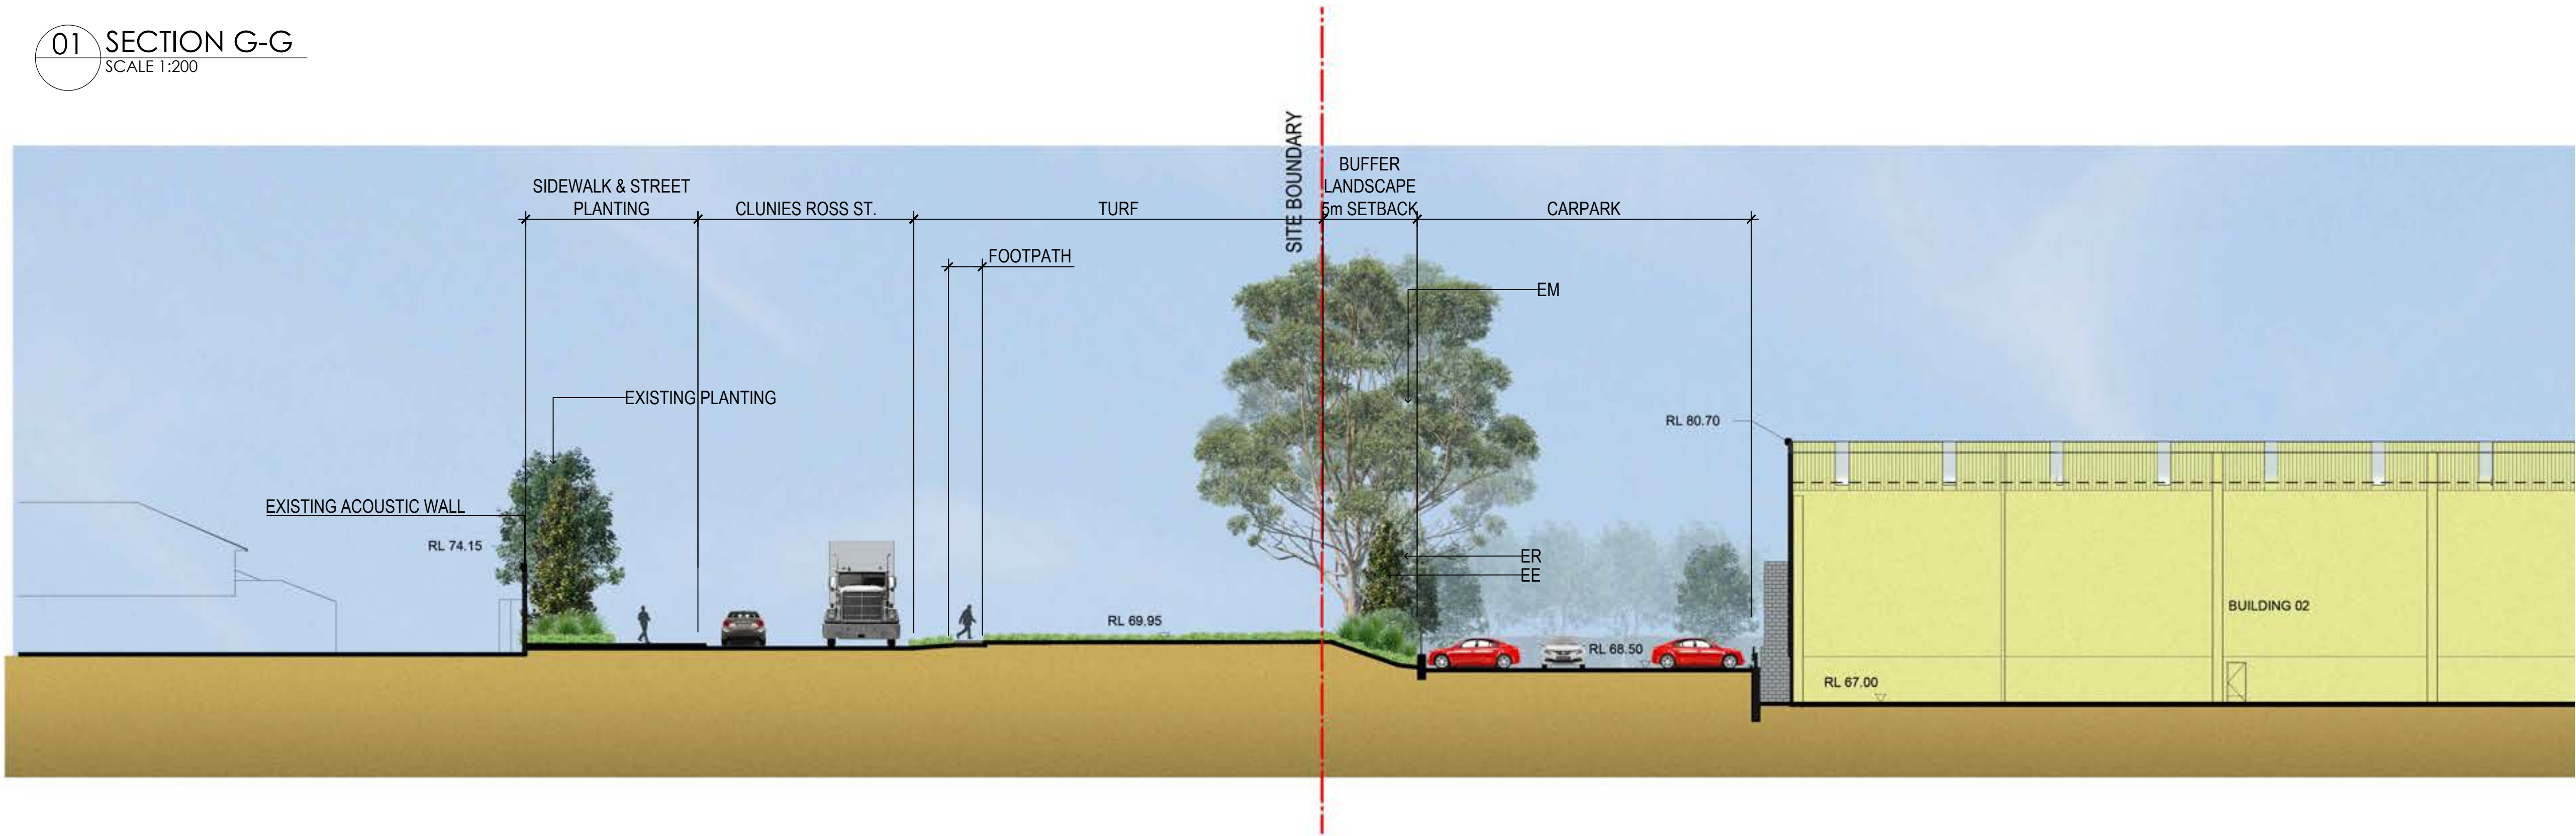 01 SECTION G-G
SCALE 1:200
SITE BOUNDARY
SIDEWALK & STREET
PLANTING
CLUNIES ROSS ST.
TURF
BUFFER
LANDSCAPE
5m SETBACK
CARPARK
FOOTPATH
EM
EXISTING PLANTING
RL 80.70
EXISTING ACOUSTIC WALL
RL 74.15
ER
EE
BUILDING 02
RL 69.95
RL 68.50
RL 67.00